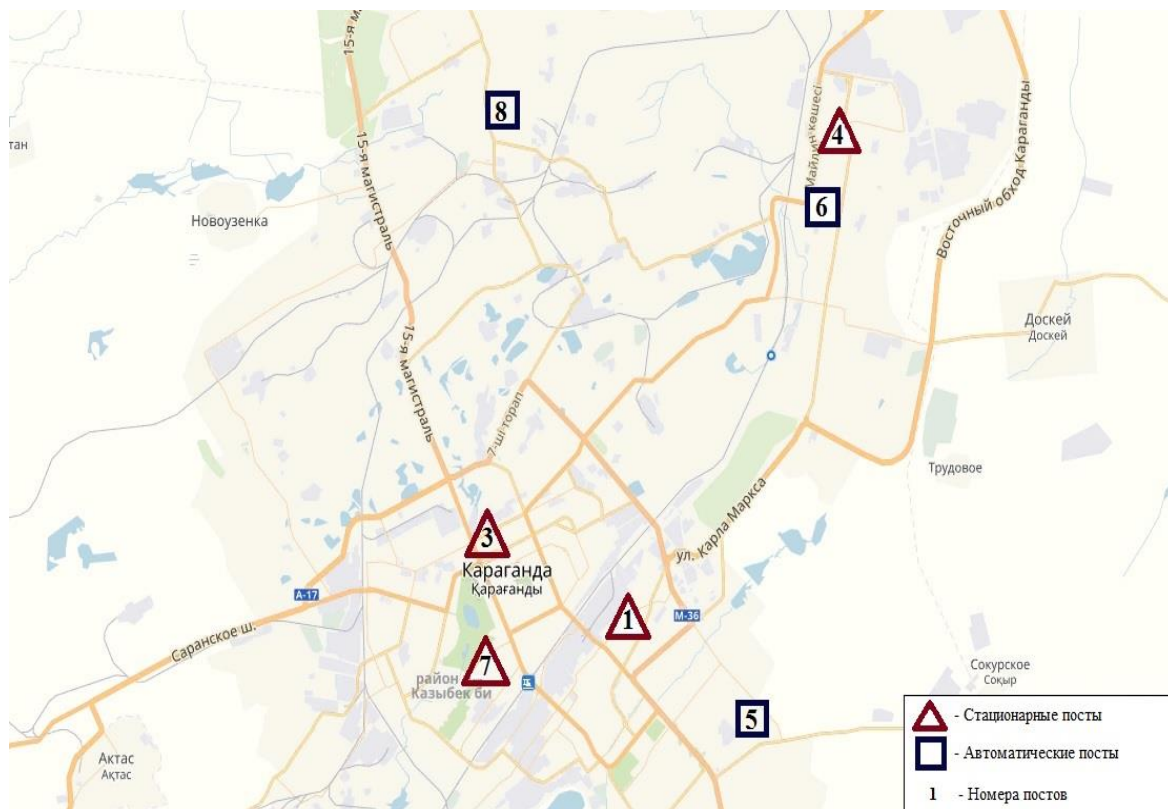 15-я м
8
4
Майлин көшесі
тан
15-я магистраль
6
Новоузенка
Восточный обход Караганды
Доскей
Доскей
15-я магистраль
7-ші торап
Трудовое
ул. Карла Маркса
3
Караганда
Қарағанды
А-17
1
М-36
Саранское ш.
7
район
Казыбек би
Сокурское
Соқыр
5
- Стационарные посты
Актас
Ақтас
- Автоматические посты
1 - Номера постов